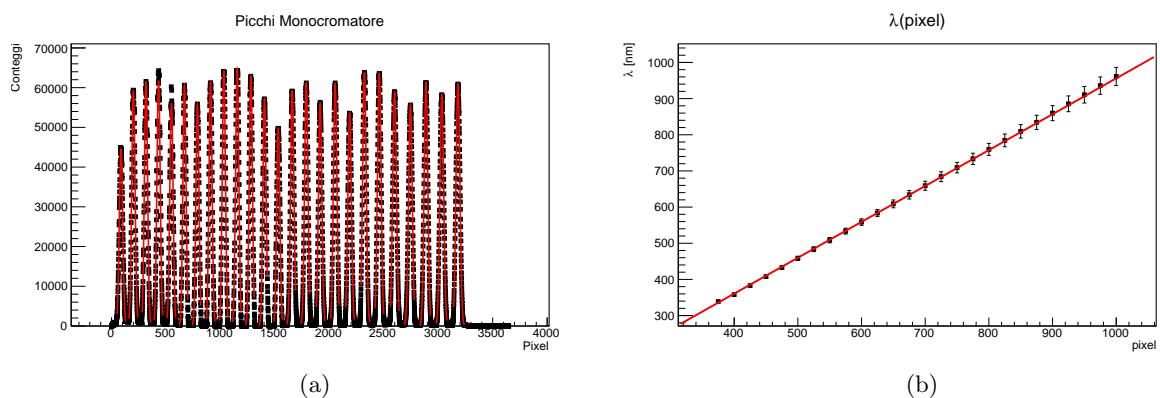 Picchi Monocromatore
Conteggi
70000
60000
50000
40000
30000
20000
10000
0
0 500 1000 1500 2000 2500 3000 3500 4000
Pixel
(a)
λ(pixel)
λ [nm]
1000
900
800
700
600
500
400
300
400 500 600 700 800 900 1000
pixel
(b)